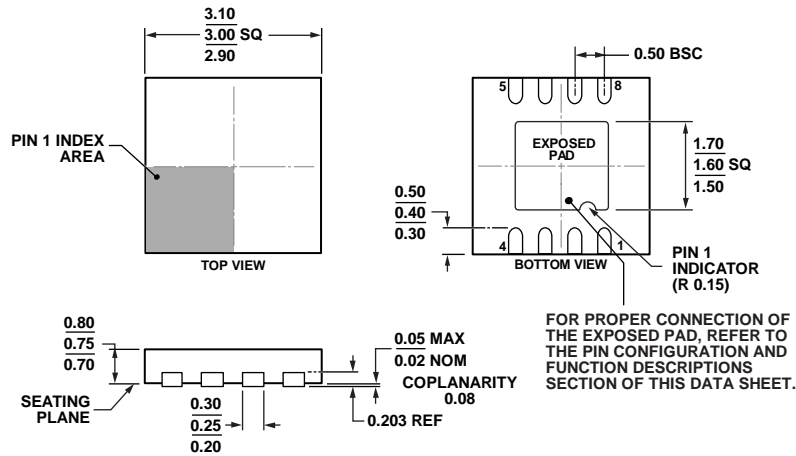 3.10
3.00 SQ
2.90
0.50 BSC
5
8
PIN 1 INDEX
AREA
EXPOSED
PAD
1.70
1.60 SQ
1.50
0.50
0.40
0.30
4
1
TOP VIEW
BOTTOM VIEW
PIN 1
INDICATOR
(R 0.15)
FOR PROPER CONNECTION OF
THE EXPOSED PAD, REFER TO
THE PIN CONFIGURATION AND
FUNCTION DESCRIPTIONS
SECTION OF THIS DATA SHEET.
0.80
0.75
0.70
0.05 MAX
0.02 NOM
COPLANARITY
0.08
SEATING
PLANE
0.30
0.25
0.20
0.203 REF